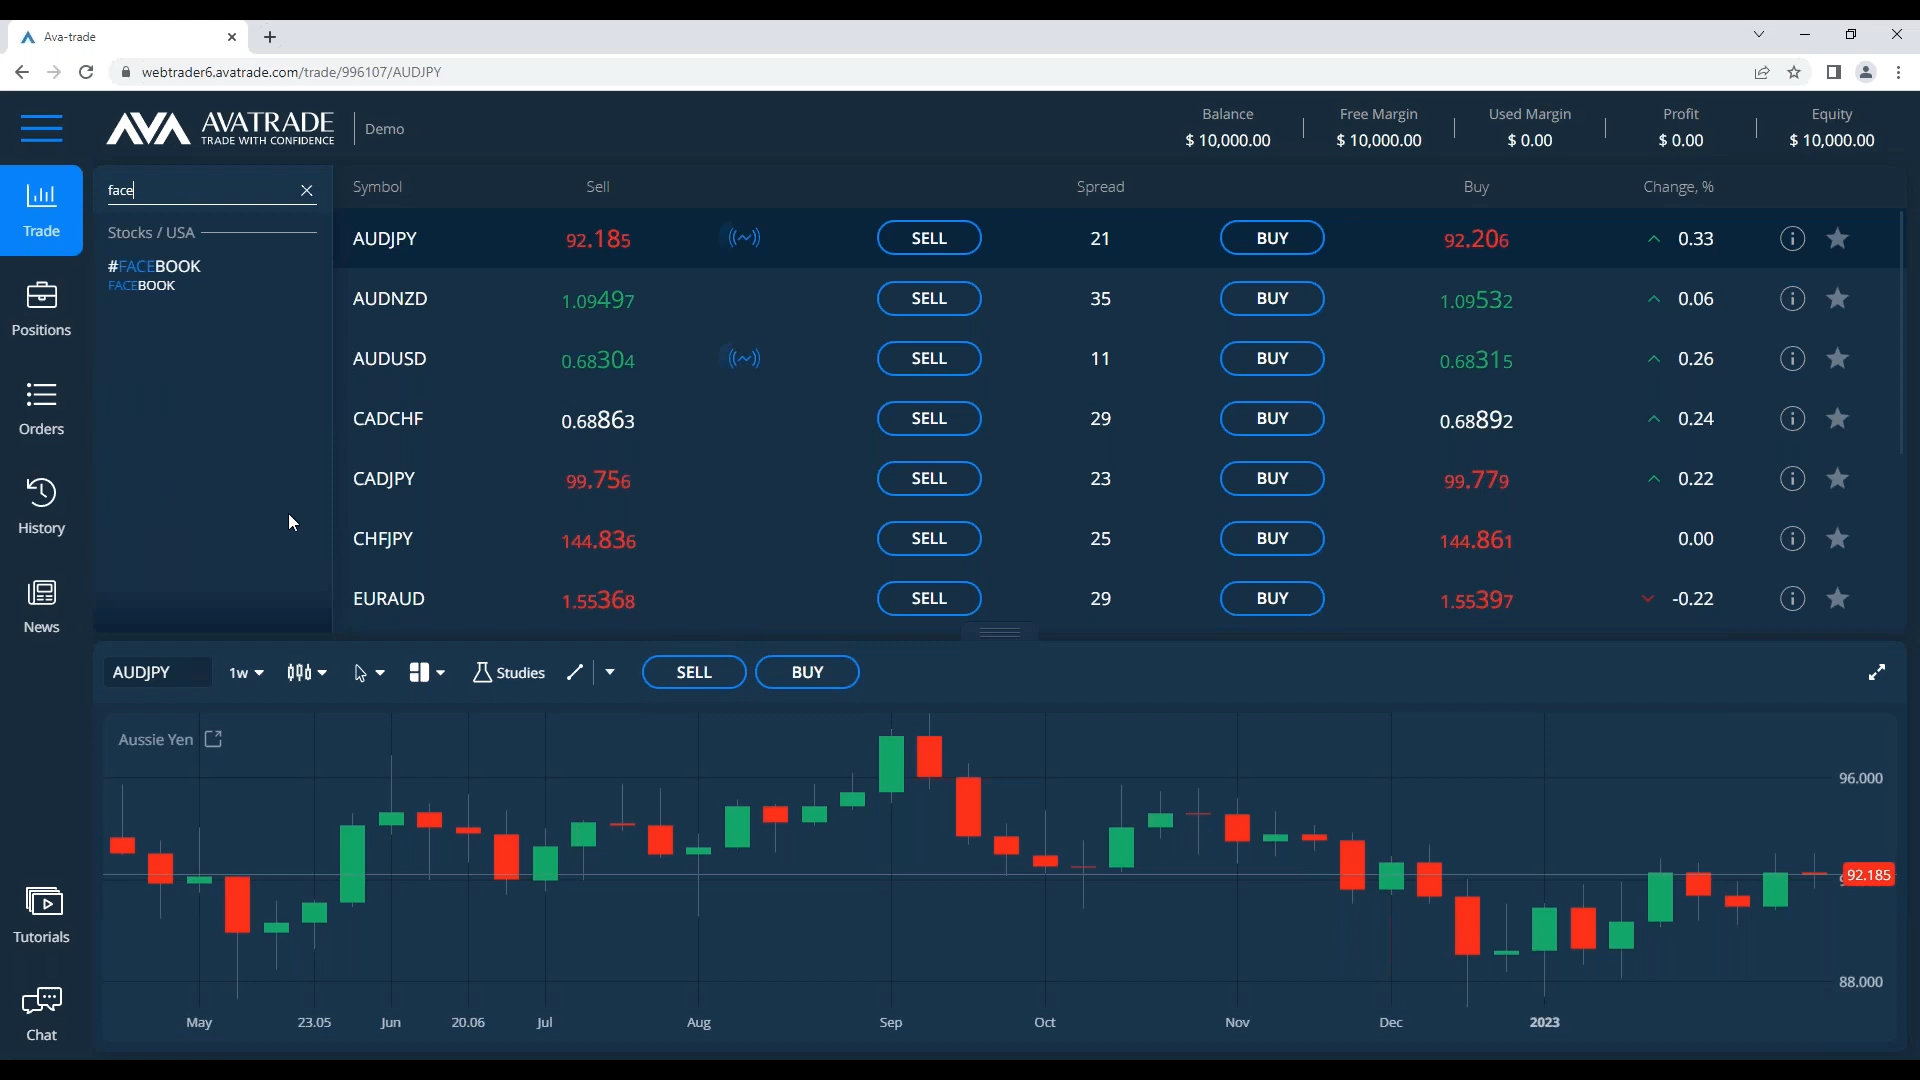 Ava-trade
webtrader6.avatrade.com/trade/996107/AUDJPY
AVA AVATRADE
TRADE WITH CONFIDENCE
Demo
Balance Free Margin Used Margin Profit Equity
$ 10,000.00 $ 10,000.00 $ 0.00 $ 0.00 $ 10,000.00
Trade
Positions
Orders
History
News
Tutorials
Chat
face
Stocks / USA
#FACEBOOK
FACEBOOK
Symbol Sell Spread Buy Change, %
AUDJPY 92.185 SELL 21 BUY 92.206 0.33
AUDNZD 1.09497 SELL 35 BUY 1.09532 0.06
AUDUSD 0.68304 SELL 11 BUY 0.68315 0.26
CADCHF 0.68863 SELL 29 BUY 0.68892 0.24
CADJPY 99.756 SELL 23 BUY 99.779 0.22
CHFJPY 144.836 SELL 25 BUY 144.861 0.00
EURAUD 1.55368 SELL 29 BUY 1.55397 -0.22
AUDJPY 1w Studies SELL BUY
Aussie Yen
96.000
92.185
88.000
May 23.05 Jun 20.06 Jul Aug Sep Oct Nov Dec 2023